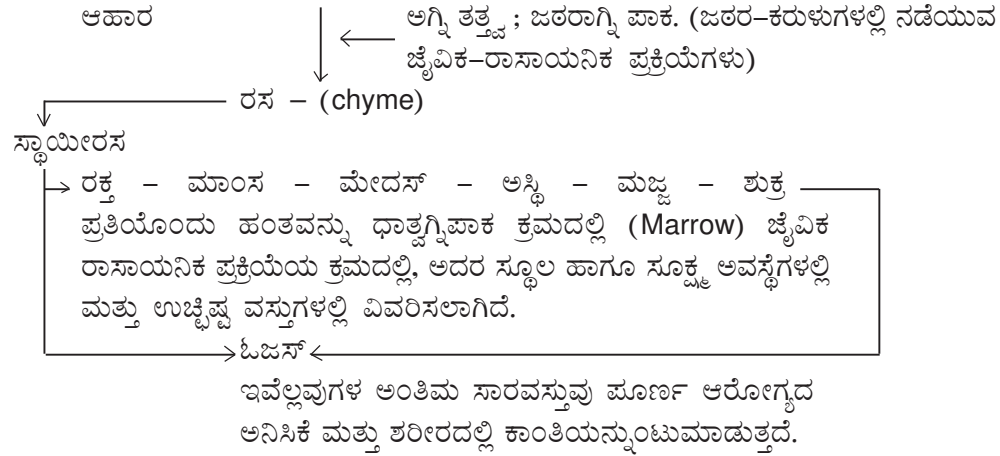 ಆಹಾರ ಅಗ್ನಿ ತತ್ತ್ವ ; ಜಠರಾಗ್ನಿ ಪಾಕ. (ಜಠರ–ಕರುಳುಗಳಲ್ಲಿ ನಡೆಯುವ
ಜೈವಿಕ–ರಾಸಾಯನಿಕ ಪ್ರಕ್ರಿಯೆಗಳು)
ರಸ – (chyme)
ಸ್ಥಾಯೀರಸ
ರಕ್ತ – ಮಾಂಸ – ಮೇದಸ್ – ಅಸ್ಥಿ – ಮಜ್ಜ – ಶುಕ್ರ
ಪ್ರತಿಯೊಂದು ಹಂತವನ್ನು ಧಾತ್ವಗ್ನಿಪಾಕ ಕ್ರಮದಲ್ಲಿ (Marrow) ಜೈವಿಕ
ರಾಸಾಯನಿಕ ಪ್ರಕ್ರಿಯೆಯ ಕ್ರಮದಲ್ಲಿ, ಅದರ ಸ್ಥೂಲ ಹಾಗೂ ಸೂಕ್ಷ್ಮ ಅವಸ್ಥೆಗಳಲ್ಲಿ
ಮತ್ತು ಉಚ್ಛಿಷ್ಟ ವಸ್ತುಗಳಲ್ಲಿ ವಿವರಿಸಲಾಗಿದೆ.
ಓಜಸ್
ಇವೆಲ್ಲವುಗಳ ಅಂತಿಮ ಸಾರವಸ್ತುವು ಪೂರ್ಣ ಆರೋಗ್ಯದ
ಅನಿಸಿಕೆ ಮತ್ತು ಶರೀರದಲ್ಲಿ ಕಾಂತಿಯನ್ನುಂಟುಮಾಡುತ್ತದೆ.